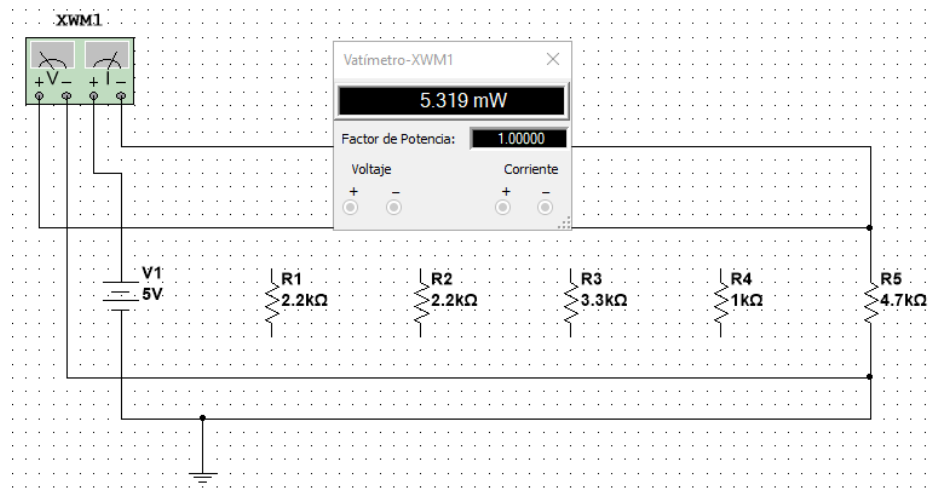 XWM1
V I
+ - + -
Vatímetro-XWM1
5.319 mW
Factor de Potencia: 1.00000
Voltaje Corriente
+ - + -
V1
5V
R1
2.2kΩ
R2
2.2kΩ
R3
3.3kΩ
R4
1kΩ
R5
4.7kΩ